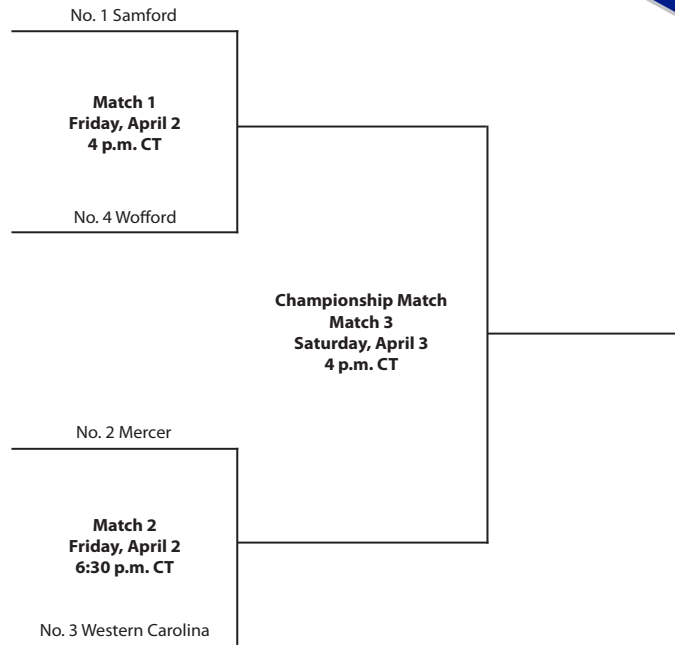 No. 1 Samford
Match 1
Friday, April 2
4 p.m. CT
No. 4 Wofford
Championship Match
Match 3
Saturday, April 3
4 p.m. CT
No. 2 Mercer
Match 2
Friday, April 2
6:30 p.m. CT
No. 3 Western Carolina